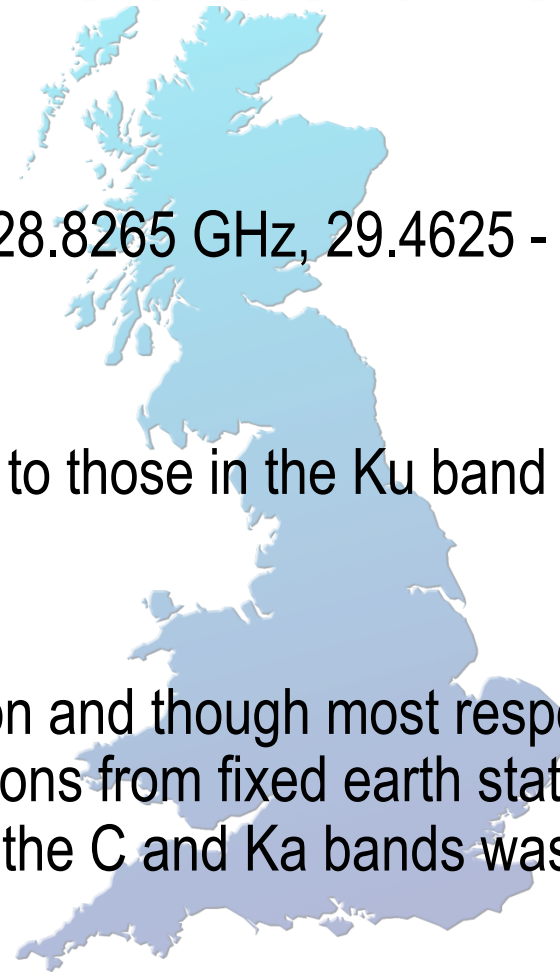 28.8265 GHz, 29.4625 -
to those in the Ku band
on and though most resp
ons from fixed earth stat
the C and Ka bands was